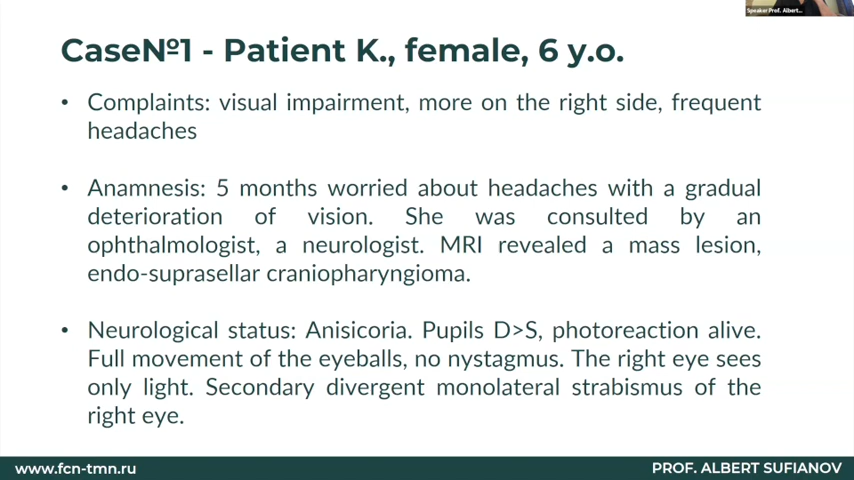 Speaker Prof. Albert...
CaseNº1 - Patient K., female, 6 y.o.
• Complaints: visual impairment, more on the right side, frequent
headaches
• Anamnesis: 5 months worried about headaches with a gradual
deterioration of vision. She was consulted by an
ophthalmologist, a neurologist. MRI revealed a mass lesion,
endo-suprasellar craniopharyngioma.
• Neurological status: Anisicoria. Pupils D>S, photoreaction alive.
Full movement of the eyeballs, no nystagmus. The right eye sees
only light. Secondary divergent monolateral strabismus of the
right eye.
www.fcn-tmn.ru
PROF. ALBERT SUFIANOV